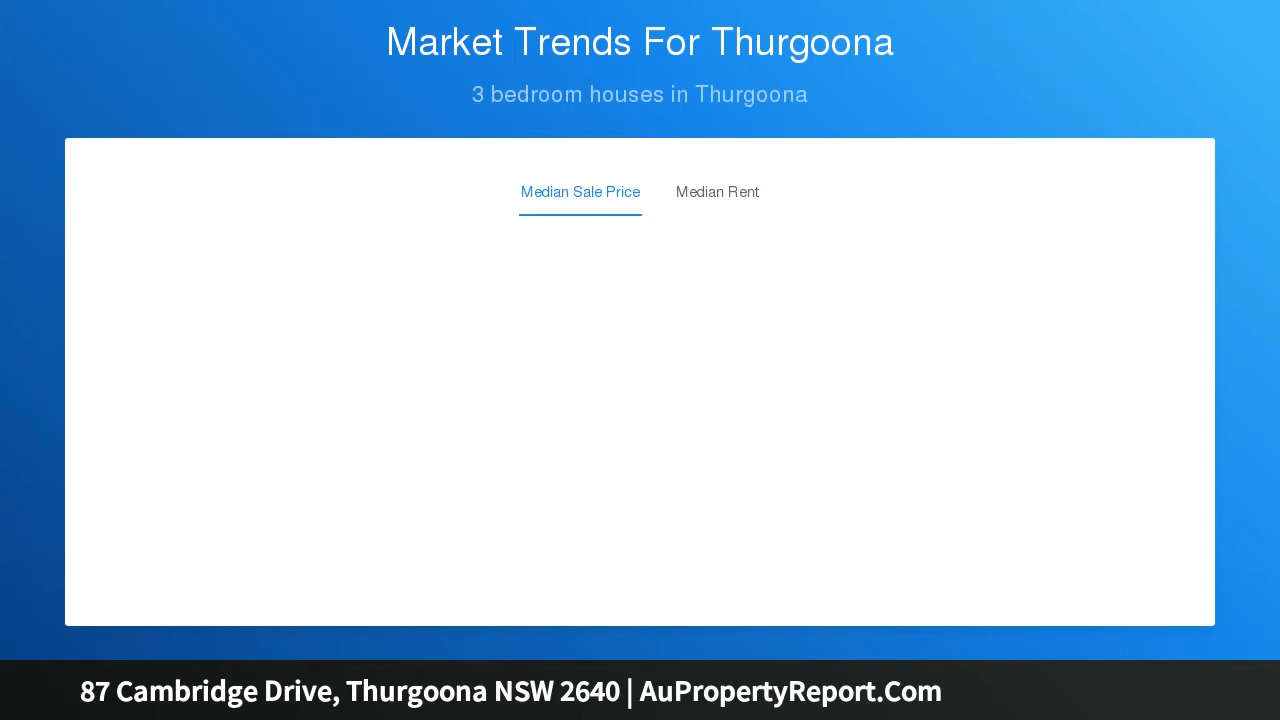 Market Trends For Thurgoona
3 bedroom houses in Thurgoona
Median Sale Price Median Rent
87 Cambridge Drive, Thurgoona NSW 2640 | AuPropertyReport.Com